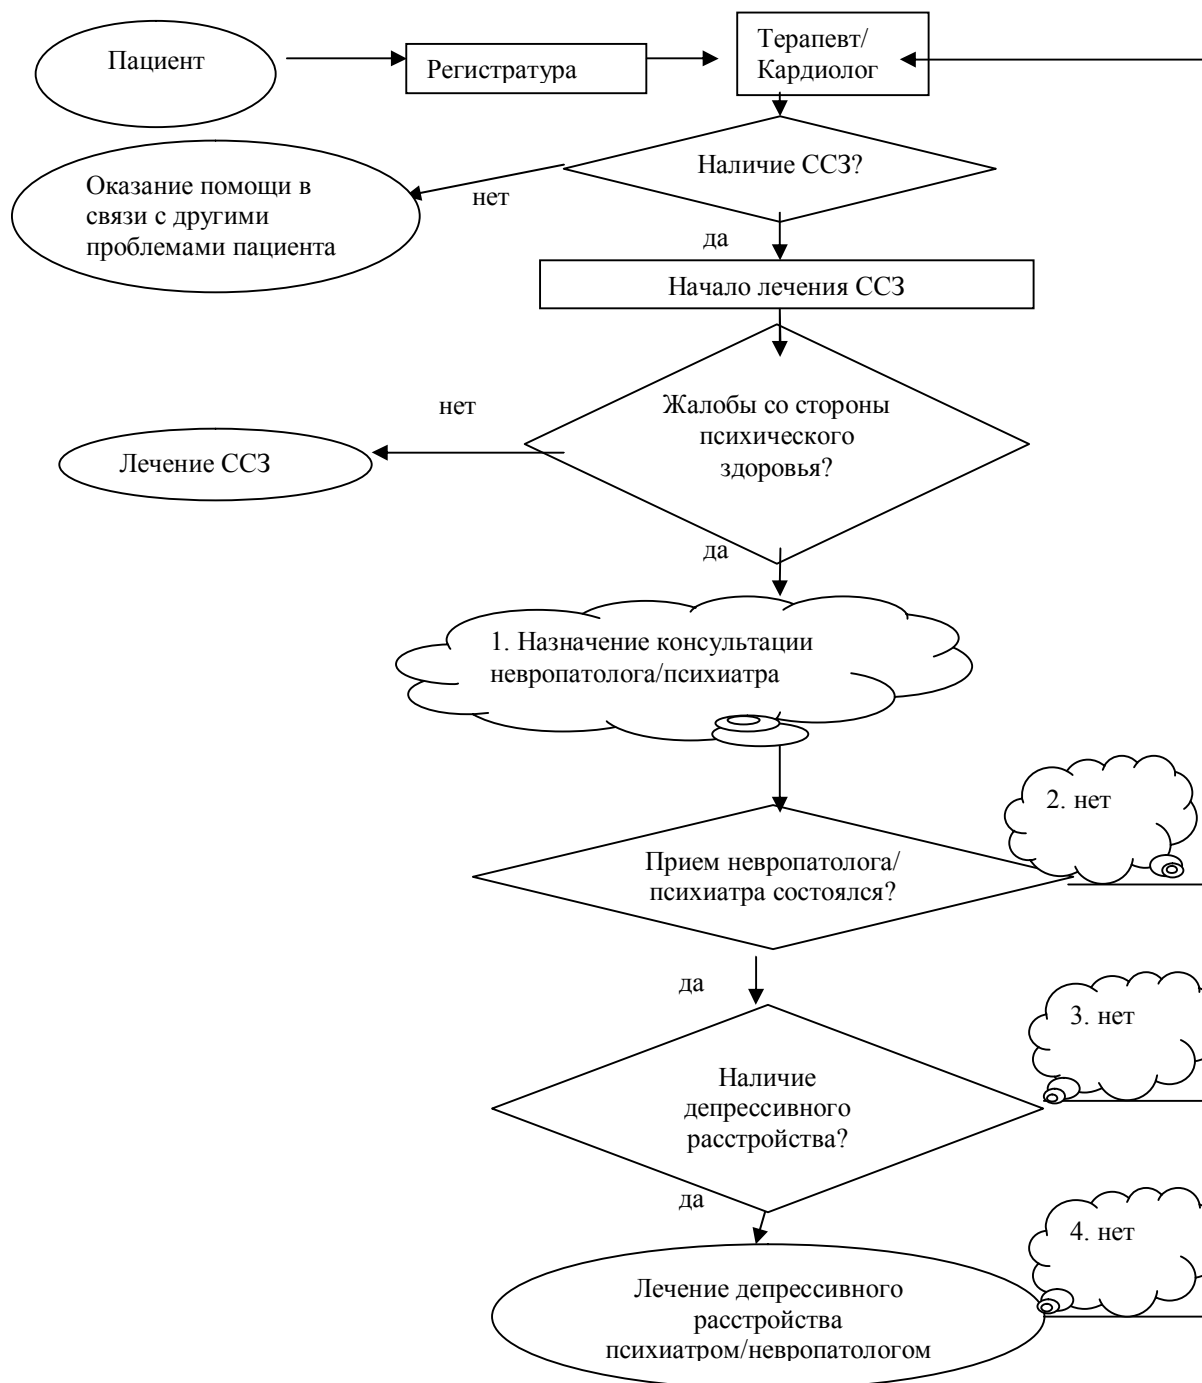 Пациент
Регистратура
Терапевт/
Кардиолог
Наличие ССЗ?
Оказание помощи в
связи с другими
проблемами пациента
нет
да
Начало лечения ССЗ
нет
Жалобы со стороны
психического
здоровья?
Лечение ССЗ
да
1. Назначение консультации
невропатолога/психиатра
2. нет
Прием невропатолога/
психиатра состоялся?
да
3. нет
Наличие
депрессивного
расстройства?
да
4. нет
Лечение депрессивного
расстройства
психиатром/невропатологом